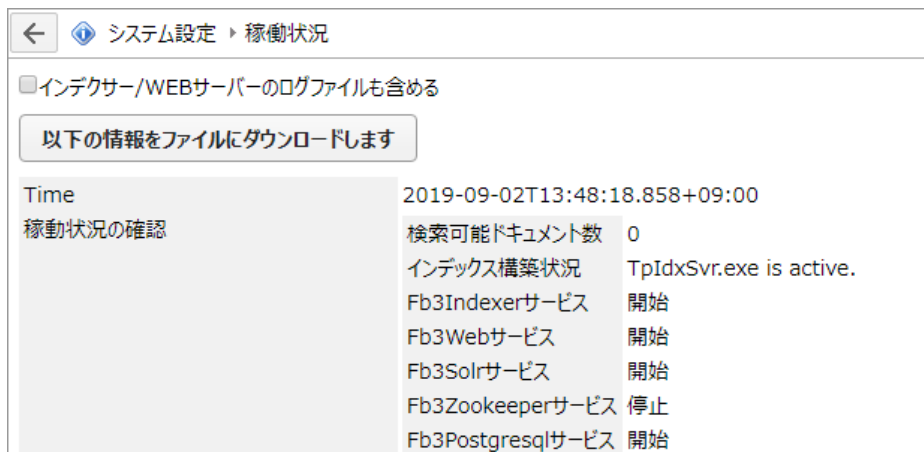 システム設定 ▸ 稼働状況
インデクサー/WEBサーバーのログファイルも含める
以下の情報をファイルにダウンロードします
Time 2019-09-02T13:48:18.858+09:00
稼働状況の確認 検索可能ドキュメント数 0
インデックス構築状況 TpIdxSvr.exe is active.
Fb3Indexerサービス 開始
Fb3Webサービス 開始
Fb3Solrサービス 開始
Fb3Zookeeperサービス 停止
Fb3Postgresqlサービス 開始